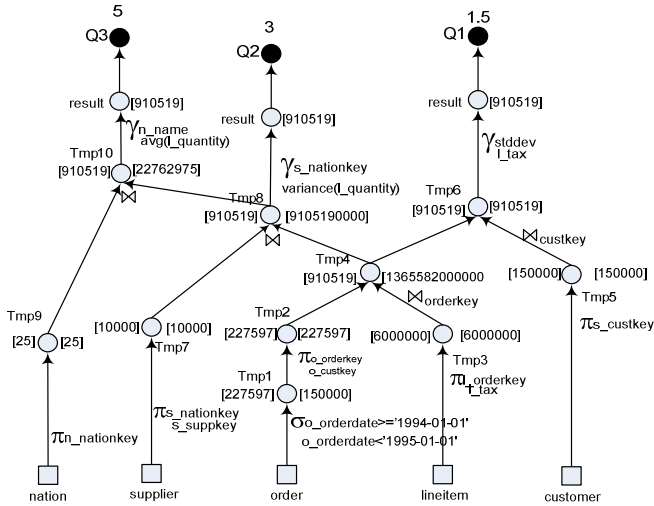 5
Q3
3
Q2
1.5
Q1
result [910519]
result [910519]
result [910519]
γn_name
avg(l_quantity)
γs_nationkey
variance(l_quantity)
γstddev
l_tax
Tmp10
[910519] [22762975]
⋈
Tmp8
[910519] [9105190000]
⋈
Tmp6
[910519] [910519]
⋈custkey
Tmp4
[910519] [1365582000000
⋈orderkey
[150000] [150000]
Tmp5
πs_custkey
Tmp9
[25] [25]
[10000] [10000]
Tmp7
Tmp2
[227597] [227597]
[6000000] [6000000]
Tmp3
πo_orderkey
o_custkey
πl_orderkey
l_tax
Tmp1
[227597] [150000]
πn_nationkey
πs_nationkey
s_suppkey
σo_orderdate>='1994-01-01'
o_orderdate<'1995-01-01'
nation
supplier
order
lineitem
customer